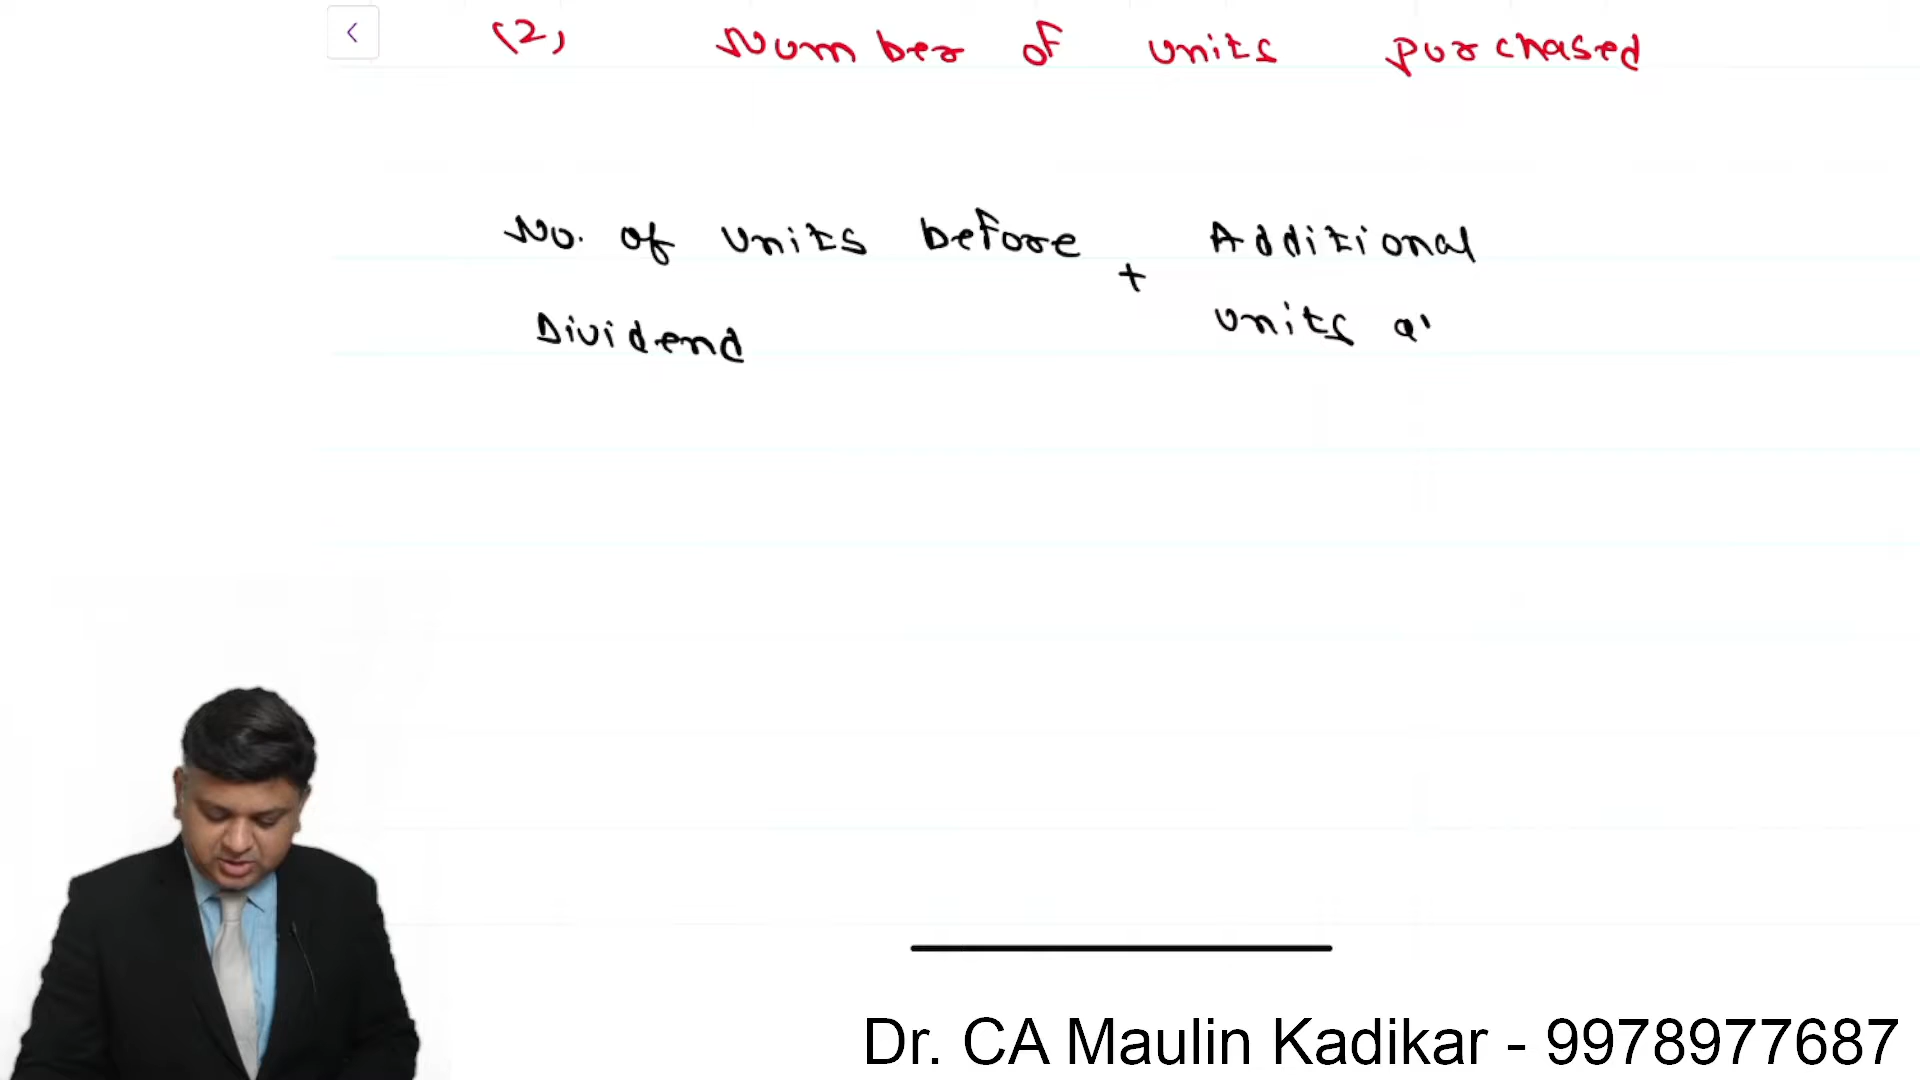 (2) Number of units purchased
No. of units before + Additional
Dividend units
Dr. CA Maulin Kadikar - 9978977687